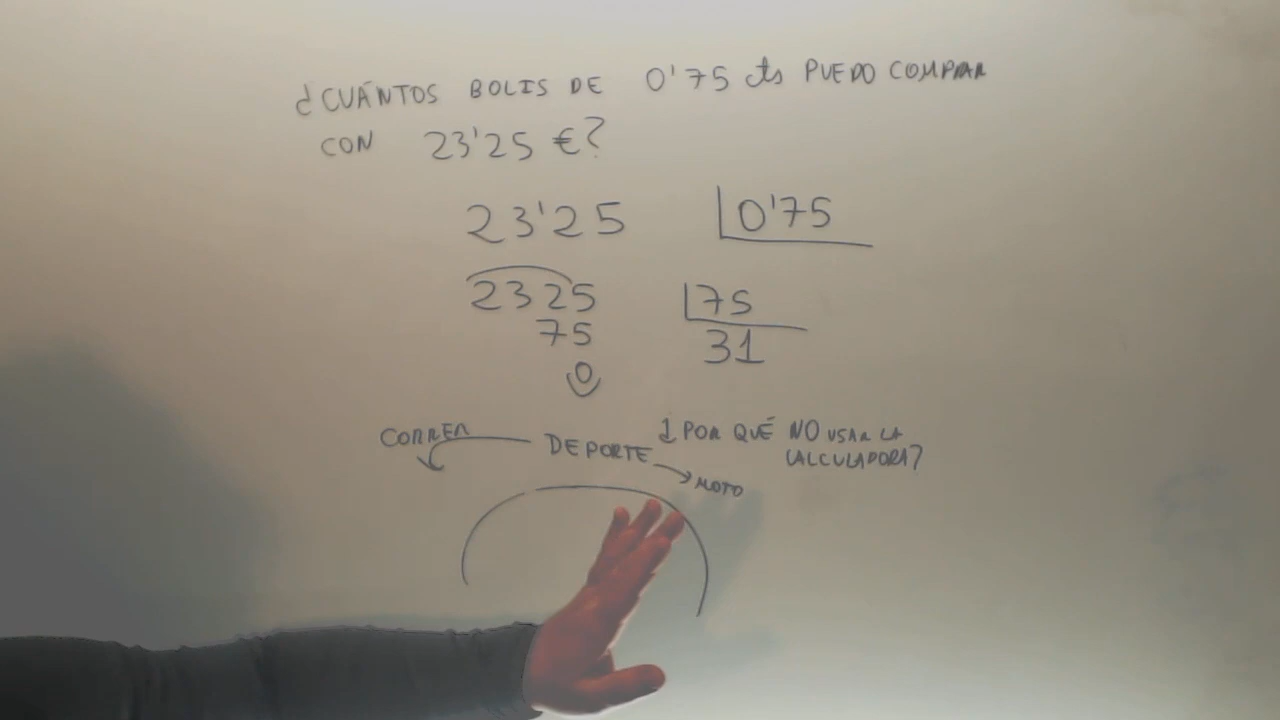 ¿CUÁNTOS BOLIS DE 0'75 cts PUEDO COMPRAR
CON 23'25 €?
23'25 0'75
2325 75
75 31
0
CORRER DEPORTE ¿POR QUÉ NO USAR LA
CALCULADORA?
MOTO